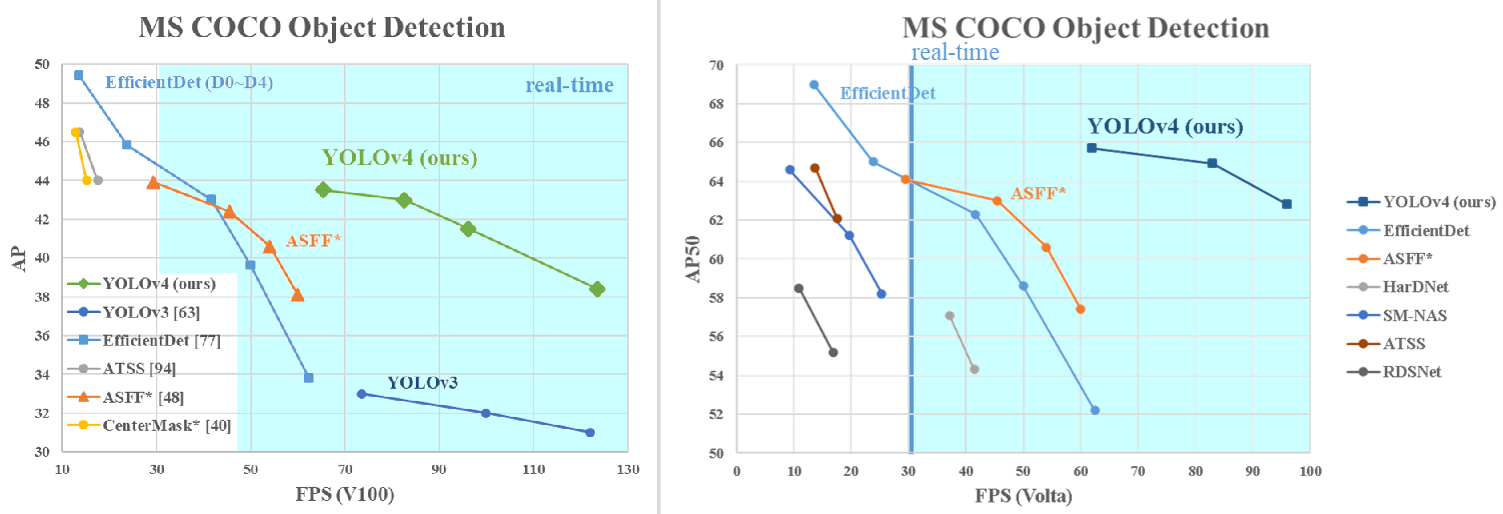 MS COCO Object Detection
50
48
46
44
42
40
38
36
34
32
30
AP
EfficientDet (D0~D4)
real-time
YOLOv4 (ours)
ASFF*
YOLOv3
YOLOv4 (ours)
YOLOv3 [63]
EfficientDet [77]
ATSS [94]
ASFF* [48]
CenterMask* [40]
10 30 50 70 90 110 130
FPS (V100)
MS COCO Object Detection
real-time
70
68
66
64
62
60
58
56
54
52
50
AP50
EfficientDet
YOLOv4 (ours)
ASFF*
0 10 20 30 40 50 60 70 80 90 100
FPS (Volta)
YOLOv4 (ours)
EfficientDet
ASFF*
HarDNet
SM-NAS
ATSS
RDSNet